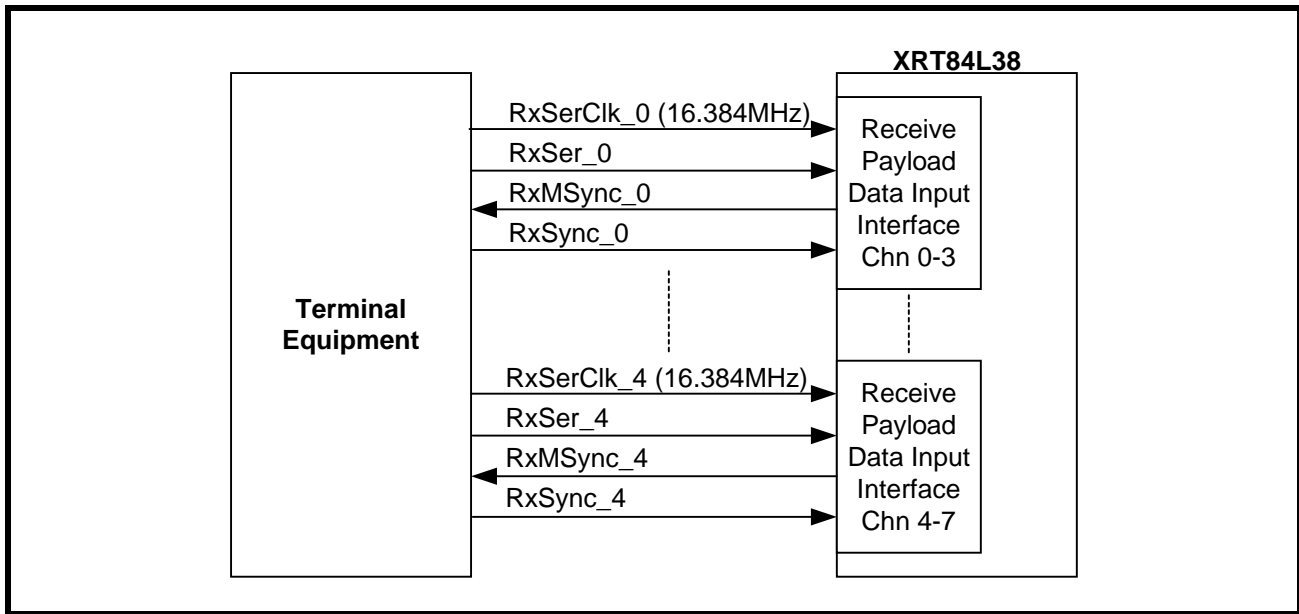 XRT84L38
RxSerClk_0 (16.384MHz)
RxSer_0
RxMSync_0
RxSync_0
Receive
Payload
Data Input
Interface
Chn 0-3
Terminal
Equipment
RxSerClk_4 (16.384MHz)
RxSer_4
RxMSync_4
RxSync_4
Receive
Payload
Data Input
Interface
Chn 4-7